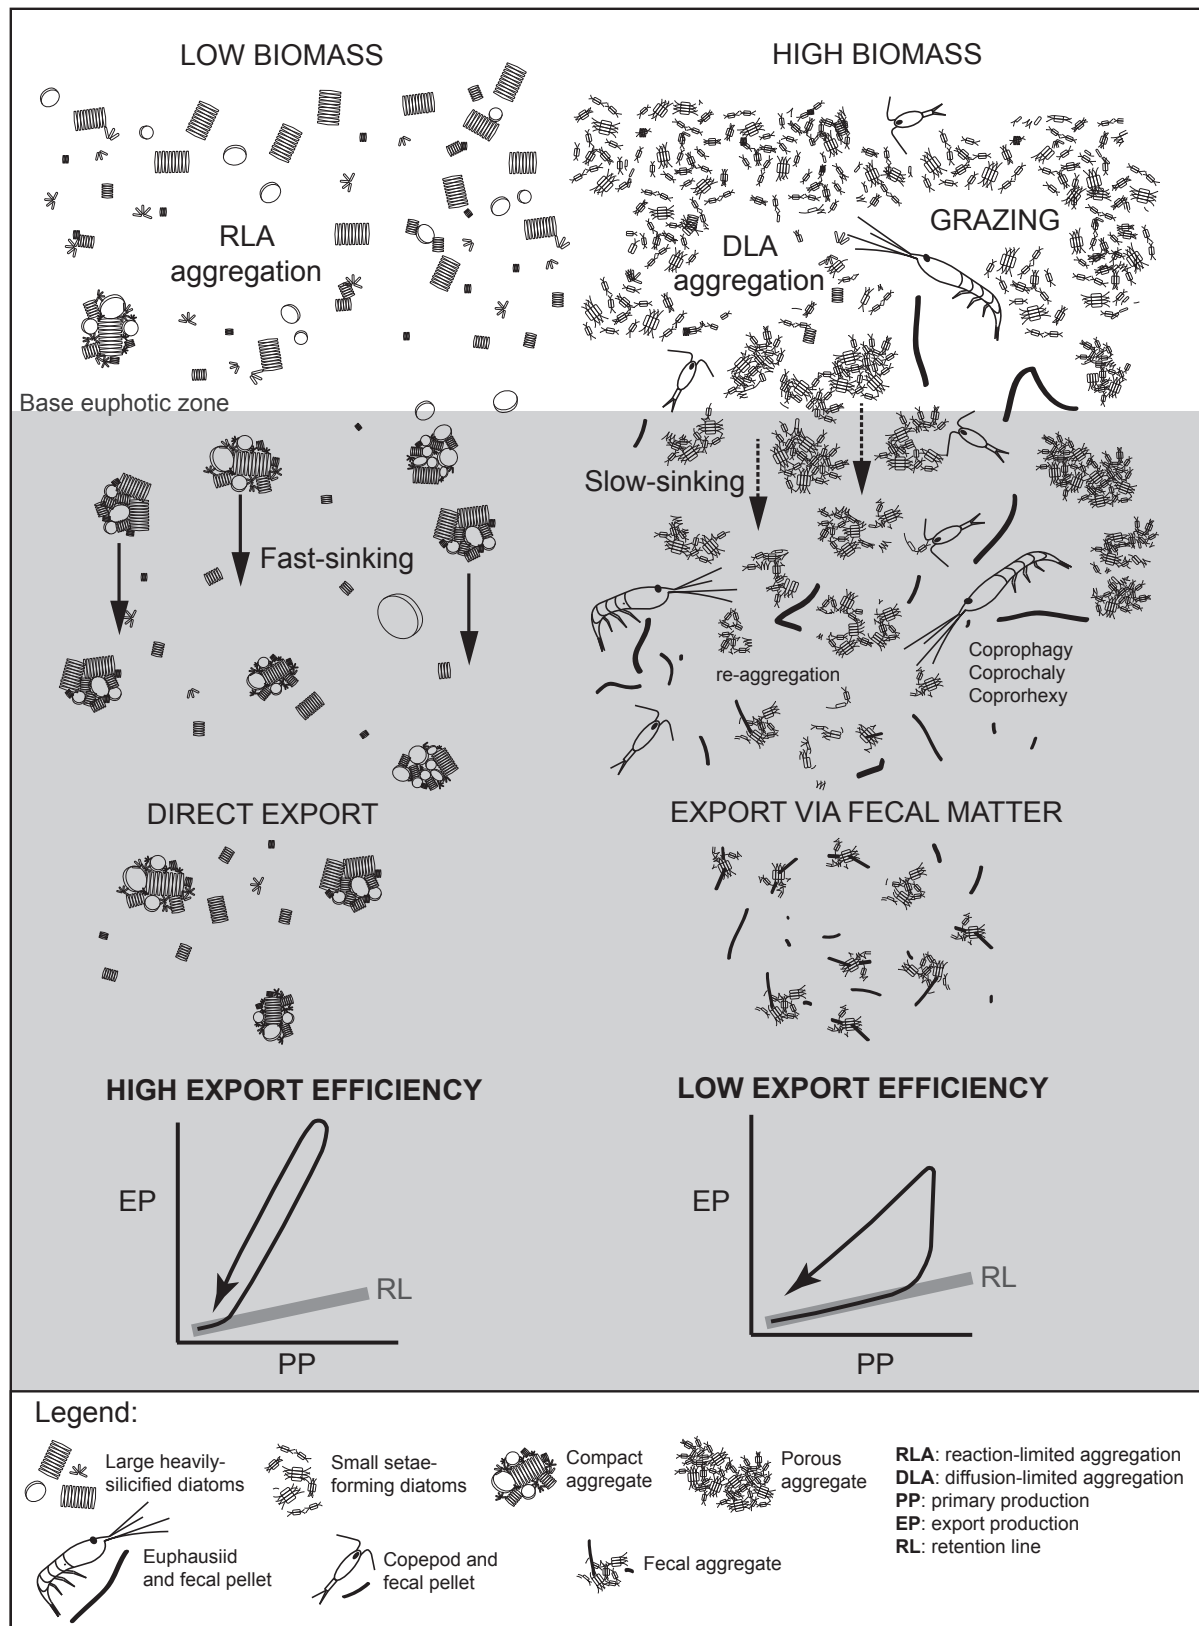 LOW BIOMASS
HIGH BIOMASS
RLA
aggregation
DLA
aggregation
GRAZING
Base euphotic zone
Fast-sinking
Slow-sinking
re-aggregation
Coprophagy
Coprochaly
Coprorhexy
DIRECT EXPORT
EXPORT VIA FECAL MATTER
HIGH EXPORT EFFICIENCY
LOW EXPORT EFFICIENCY
EP
RL
PP
EP
RL
PP
Legend:
Large heavily-
silicified diatoms
Small setae-
forming diatoms
Compact
aggregate
Porous
aggregate
Euphausiid
and fecal pellet
Copepod and
fecal pellet
Fecal aggregate
RLA: reaction-limited aggregation
DLA: diffusion-limited aggregation
PP: primary production
EP: export production
RL: retention line